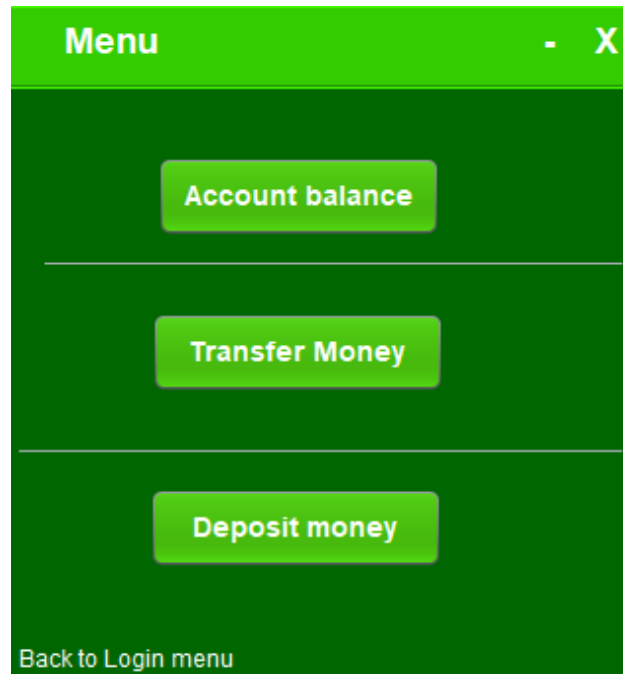 Menu - X
Account balance
Transfer Money
Deposit money
Back to Login menu